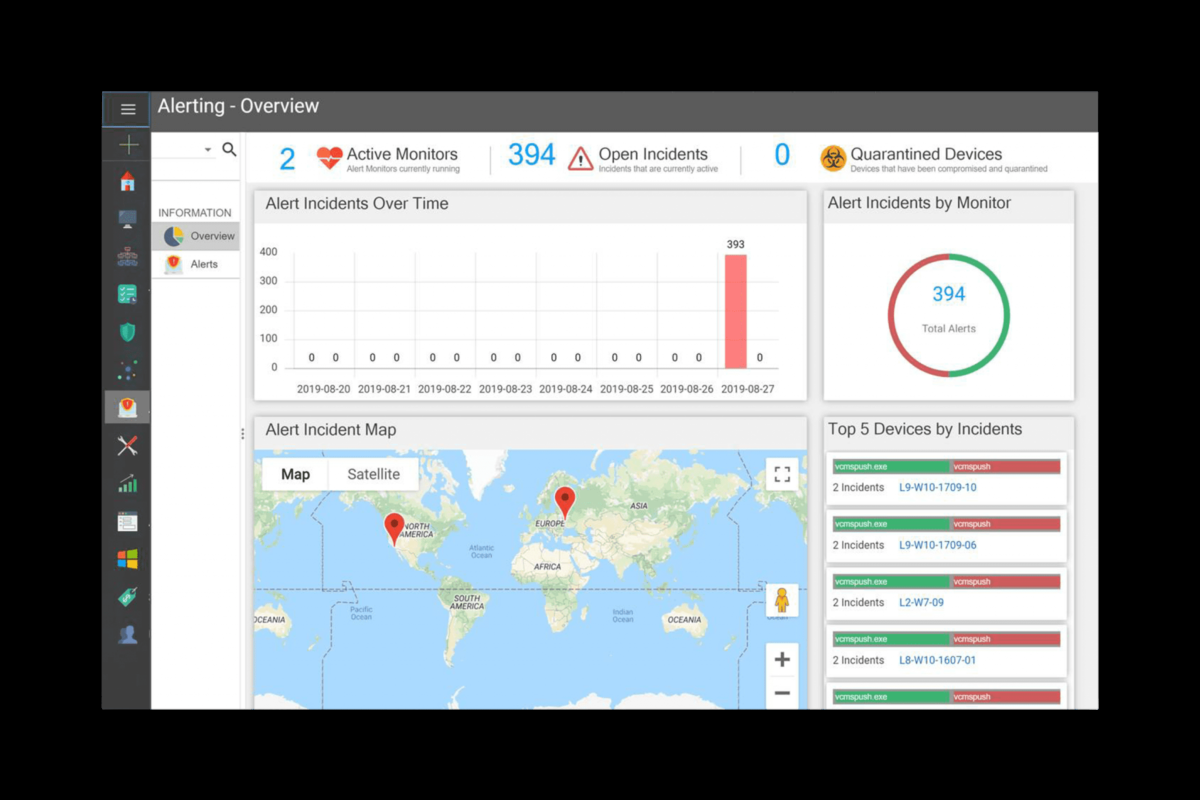 Alerting - Overview
INFORMATION
Overview
Alerts
2 Active Monitors
Alert Monitors currently running
394 Open Incidents
Incidents that are currently active
0 Quarantined Devices
Devices that have been compromised and quarantined
Alert Incidents Over Time
393
400
300
200
100
0
0 0 0 0 0 0 0 0 0 0 0 0 0 0 0
2019-08-20 2019-08-21 2019-08-22 2019-08-23 2019-08-24 2019-08-25 2019-08-26 2019-08-27
Alert Incidents by Monitor
394
Total Alerts
Alert Incident Map
Map Satellite
NORTH
AMERICA
EUROPE
ASIA
Atlantic
Ocean
AFRICA
SOUTH
AMERICA
Pacific
Ocean
Indian
Ocean
OCEANIA
OCEANIA
Top 5 Devices by Incidents
vcmspush.exe vcmspush
2 Incidents L9-W10-1709-10
vcmspush.exe vcmspush
2 Incidents L9-W10-1709-06
vcmspush.exe vcmspush
2 Incidents L2-W7-09
vcmspush.exe vcmspush
2 Incidents L8-W10-1607-01
vcmspush.exe vcmspush